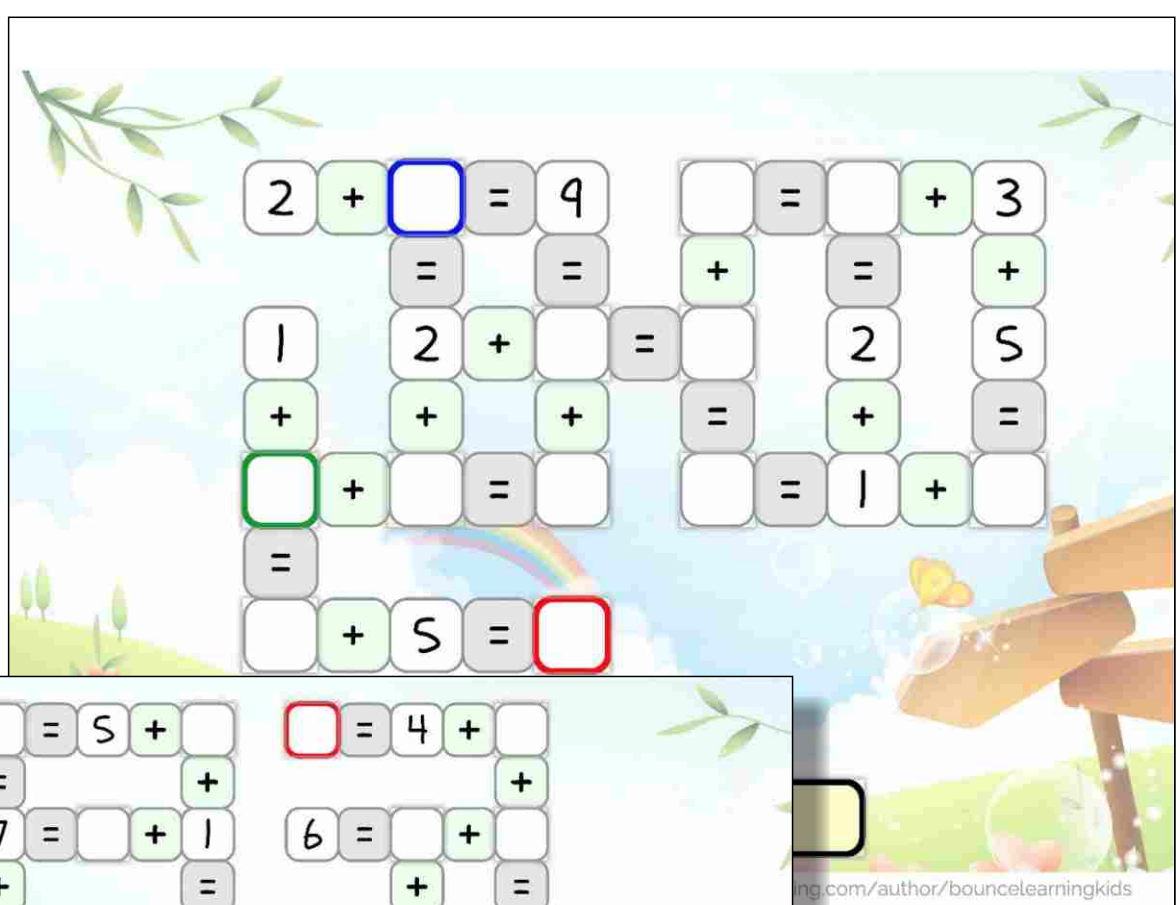 2 + = 9 = + 3
= = + = +
1 2 + = 2 5
+ + + = + =
+ = = 1 +
=
+ 5 =
= 5 + = 4 +
= + +
7 = + 1 6 = +
+ = + =
ing.com/author/bouncelearningkids